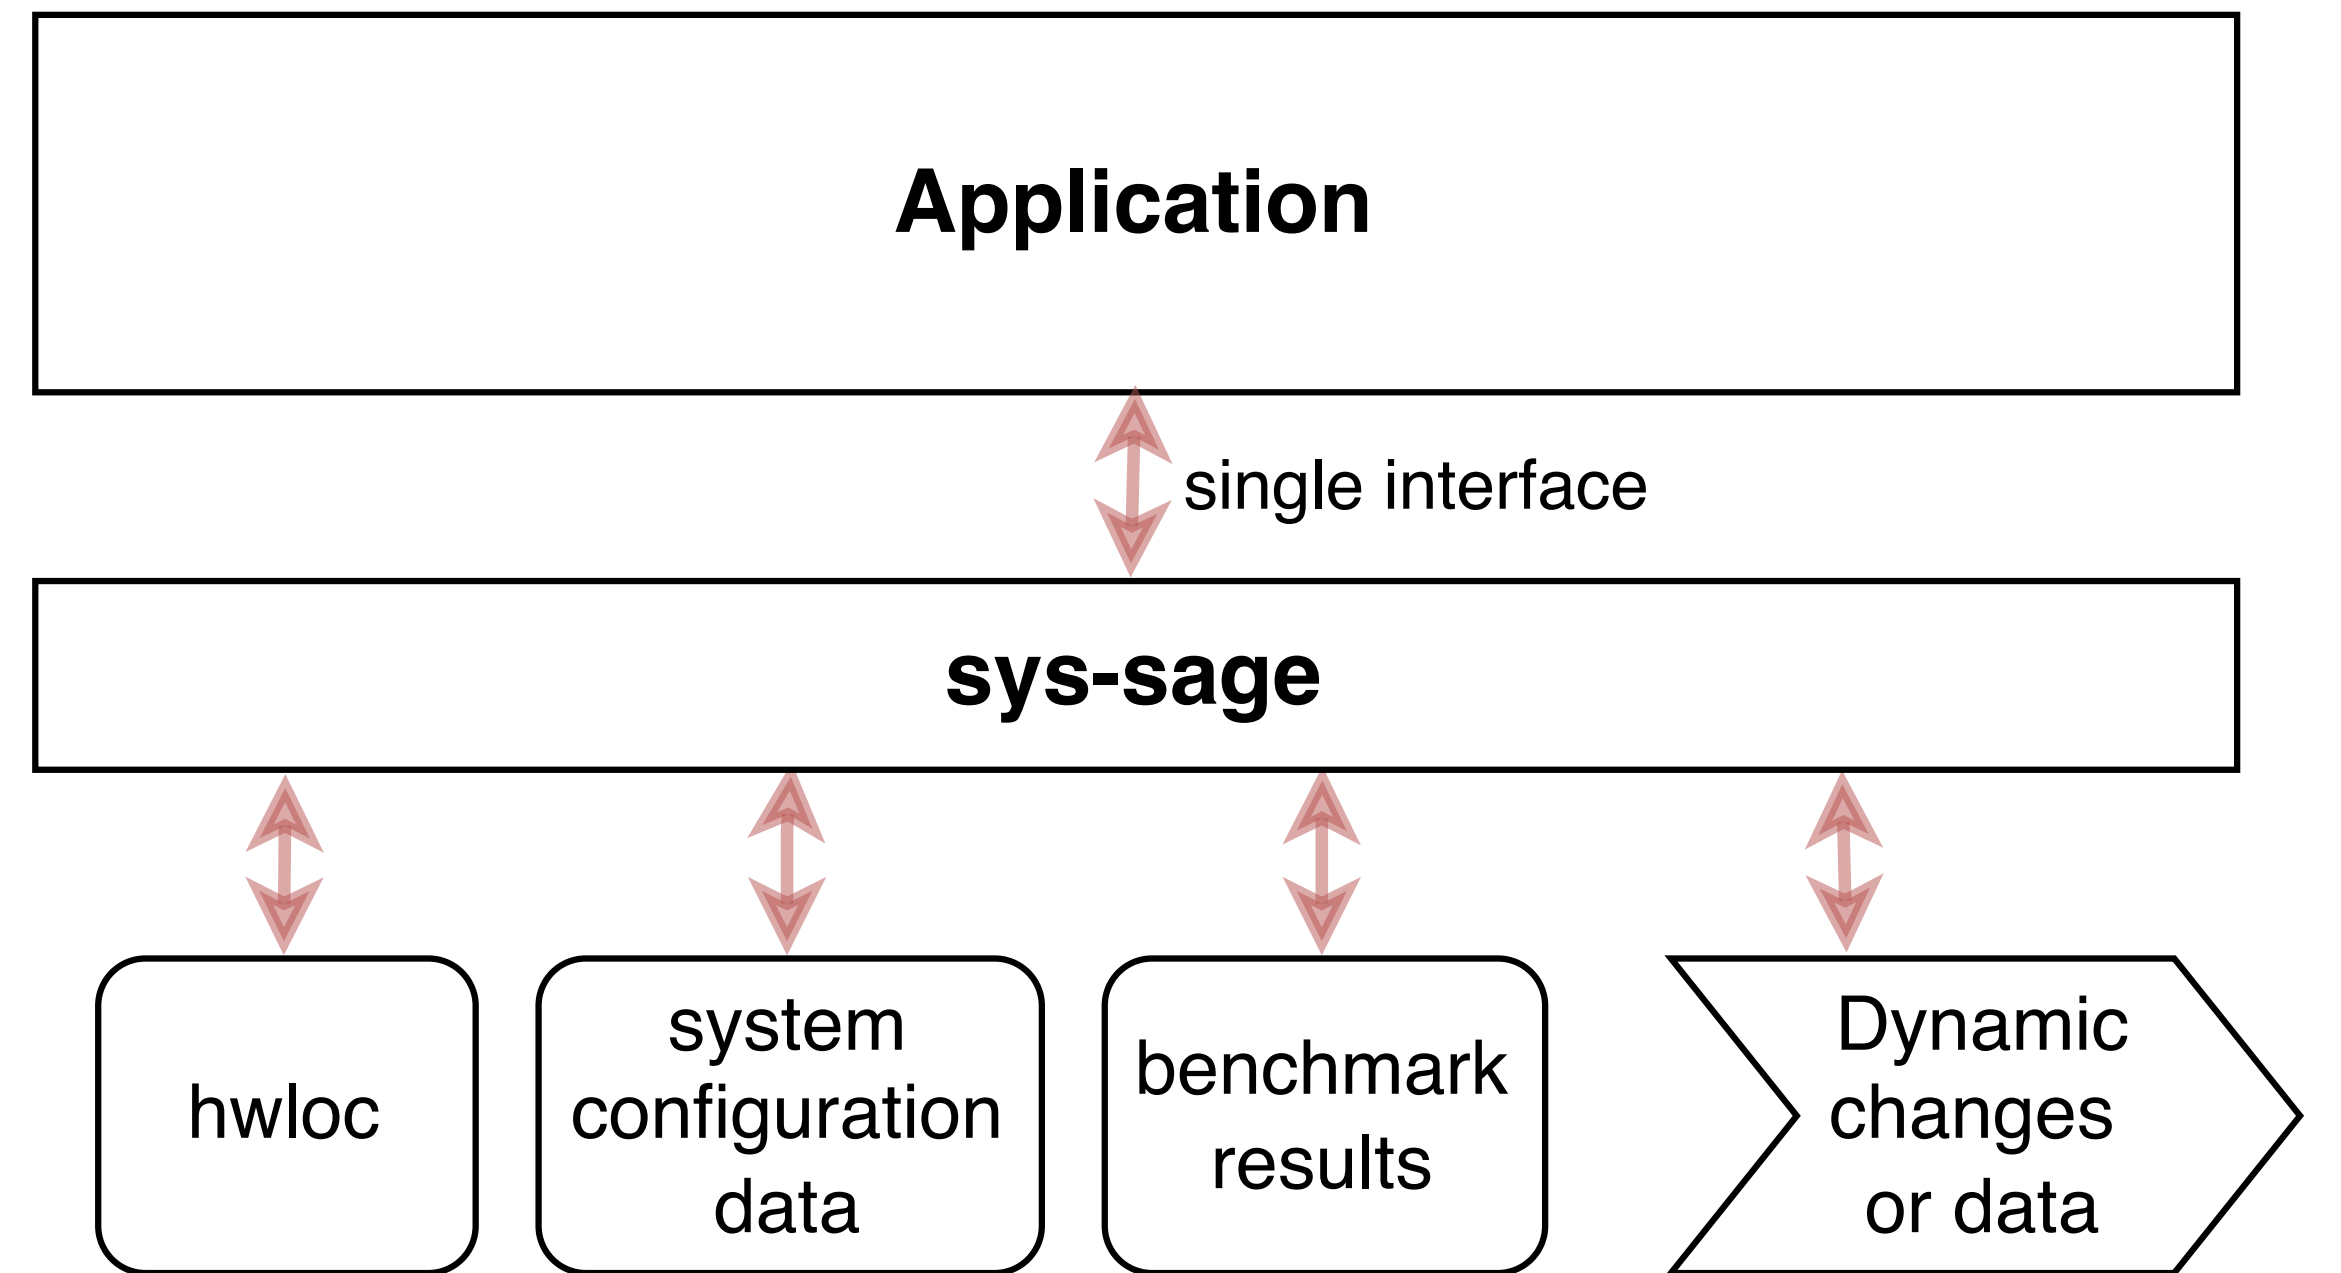 Application
single interface
sys-sage
hwloc
system
configuration
data
benchmark
results
Dynamic
changes
or data